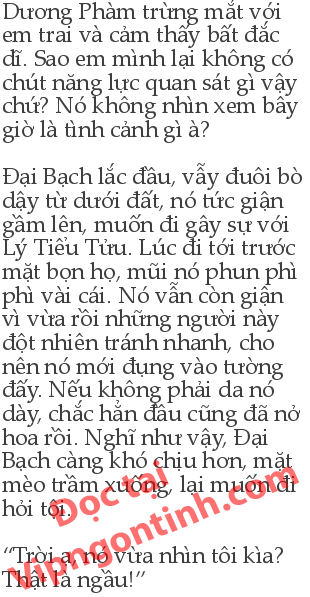 Dương Phàm trừng mắt với
em trai và cảm thấy bất đắc
dĩ. Sao em mình lại không có
chút năng lực quan sát gì vậy
chứ? Nó không nhìn xem bây
giờ là tình cảnh gì à?

Đại Bạch lắc đầu, vẫy đuôi bò
dậy từ dưới đất, nó tức giận
gầm lên, muốn đi gây sự với
Lý Tiểu Tửu. Lúc đi tới trước
mặt bọn họ, mũi nó phun phì
phì vài cái. Nó vẫn còn giận
vì vừa rồi những người này
đột nhiên tránh nhanh, cho
nên nó mới đụng vào tường
đấy. Nếu không phải da nó
dày, chắc hẳn đầu cũng đã nở
hoa rồi. Nghĩ như vậy, Đại
Bạch càng khó chịu hơn, mặt
mèo trầm xuống, lại muốn đi
hỏi tội.

“Trời ạ, nó vừa nhìn tôi kìa?
Thật là ngầu!”
Đọc tại
Vipngontinh.com